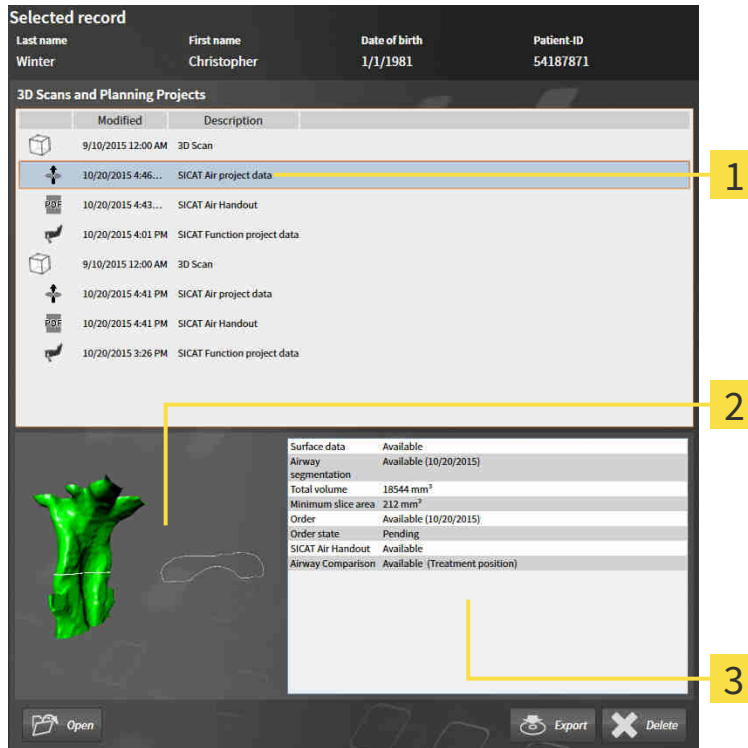 Selected record
Last name First name Date of birth Patient-ID
Winter Christopher 1/1/1981 54187871
3D Scans and Planning Projects
Modified Description
9/10/2015 12:00 AM 3D Scan
10/20/2015 4:46... SICAT Air project data
1
PDF 10/20/2015 4:43... SICAT Air Handout
10/20/2015 4:01 PM SICAT Function project data
9/10/2015 12:00 AM 3D Scan
10/20/2015 4:41 PM SICAT Air project data
PDF 10/20/2015 4:41 PM SICAT Air Handout
10/20/2015 3:26 PM SICAT Function project data
2
Surface data Available
Airway segmentation Available (10/20/2015)
Total volume 18544 mm³
Minimum slice area 212 mm²
Order Available (10/20/2015)
Order state Pending
SICAT Air Handout Available
Airway Comparison Available (Treatment position)
3
Open Export Delete